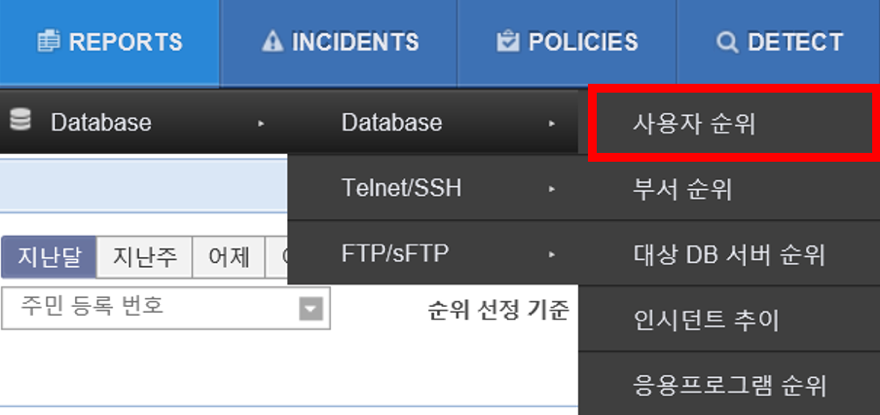 REPORTS INCIDENTS POLICIES DETECT
Database Database 사용자 순위
Telnet/SSH 부서 순위
지난달 지난주 어제 FTP/sFTP 대상 DB 서버 순위
주민 등록 번호 순위 선정 기준 인시던트 추이
응용프로그램 순위